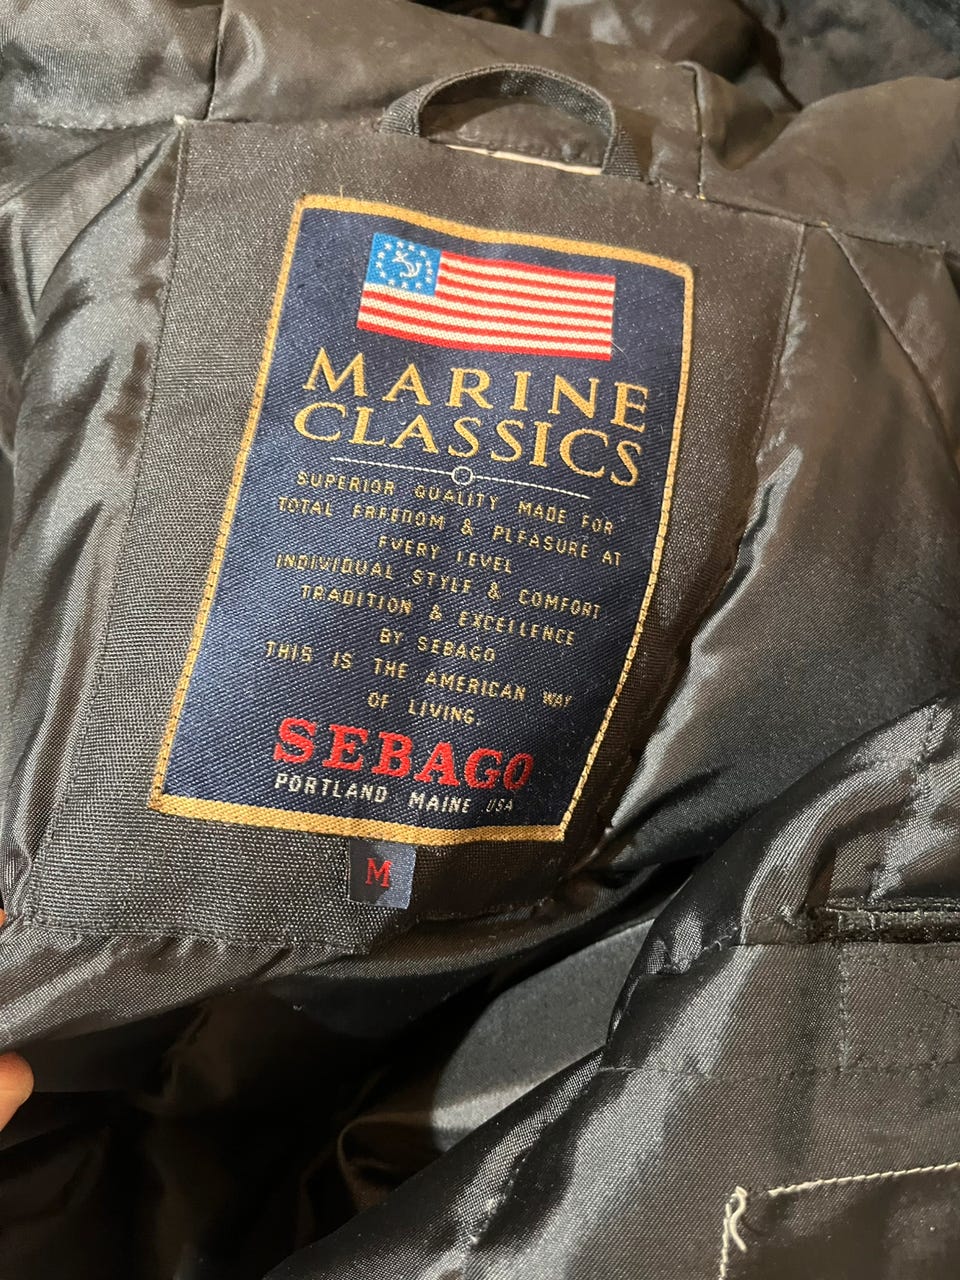 MARINE
CLASSICS
SUPERIOR QUALITY MADE FOR
TOTAL FREEDOM & PLEASURE AT
EVERY LEVEL
INDIVIDUAL STYLE & COMFORT
TRADITION & EXCELLENCE
BY SEBAGO
THIS IS THE AMERICAN WAY
OF LIVING.
SEBAGO
PORTLAND MAINE USA
M